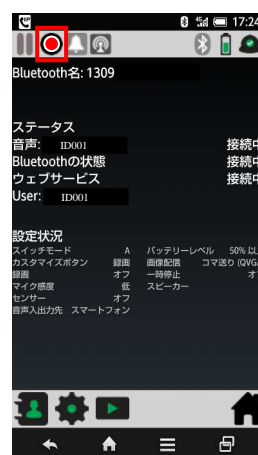 17:24
Bluetooth名: 1309
ステータス
音声: ID001 接続中
Bluetoothの状態 接続中
ウェブサービス 接続中
User: ID001
設定状況
スイッチモード A バッテリーレベル 50% 以
カスタマイズボタン 録画 画像配信 コマ送り (QVGA
録画 オフ 一時停止 オ
マイク感度 低 スピーカー
センサー オフ
音声入出力先 スマートフォン